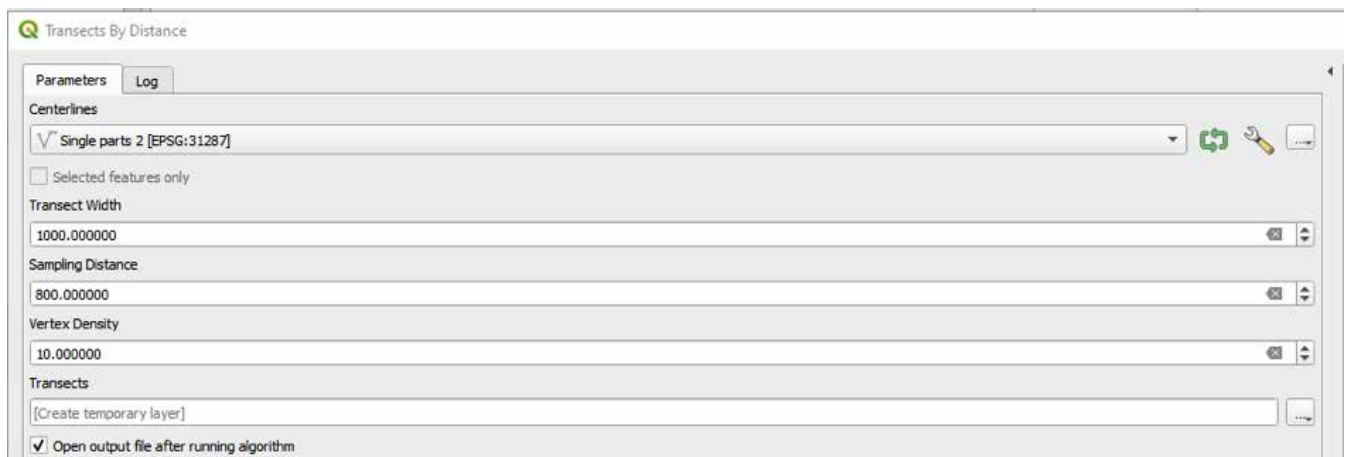 Transects By Distance
Parameters Log
Centerlines
Single parts 2 [EPSG:31287]
Selected features only
Transect Width
1000.000000
Sampling Distance
800.000000
Vertex Density
10.000000
Transects
[Create temporary layer]
Open output file after running algorithm